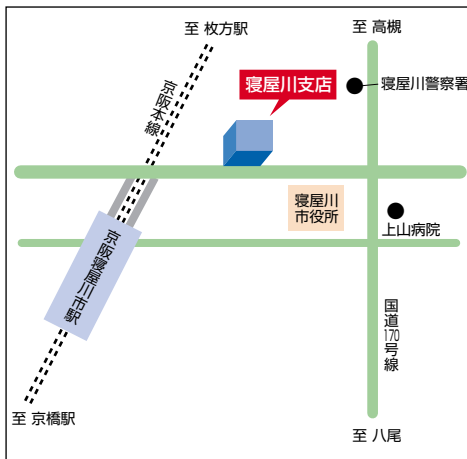 至 枚方駅
至 高槻
京阪本線
寝屋川支店
寝屋川警察署
寝屋川
市役所
上山病院
京阪寝屋川市駅
国道170号線
至 京橋駅
至 八尾